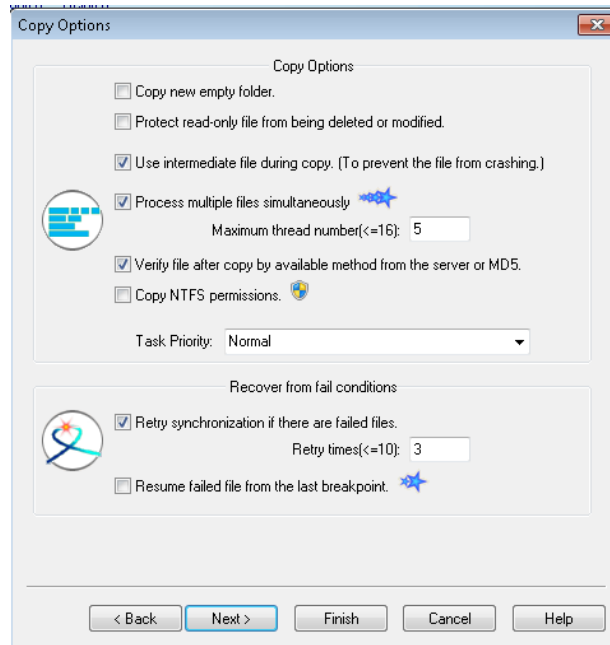 Copy Options
Copy Options
Copy new empty folder.
Protect read-only file from being deleted or modified.
Use intermediate file during copy. (To prevent the file from crashing.)
Process multiple files simultaneously
Maximum thread number(<=16): 5
Verify file after copy by available method from the server or MD5.
Copy NTFS permissions.
Task Priority: Normal
Recover from fail conditions
Retry synchronization if there are failed files.
Retry times(<=10): 3
Resume failed file from the last breakpoint.
< Back Next > Finish Cancel Help